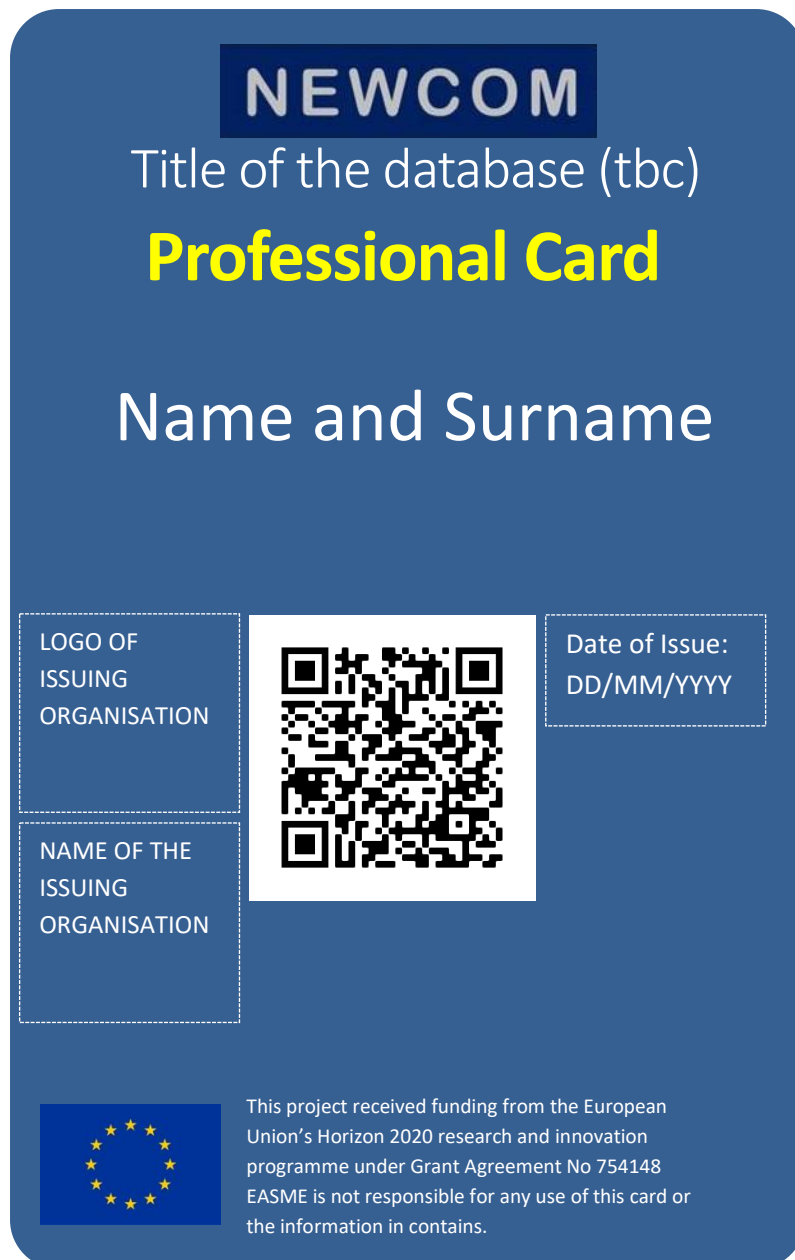 NEWCOM
Title of the database (tbc)
Professional Card
Name and Surname
LOGO OF
ISSUING
ORGANISATION
Date of Issue:
DD/MM/YYYY
NAME OF THE
ISSUING
ORGANISATION
This project received funding from the European
Union’s Horizon 2020 research and innovation
programme under Grant Agreement No 754148
EASME is not responsible for any use of this card or
the information in contains.